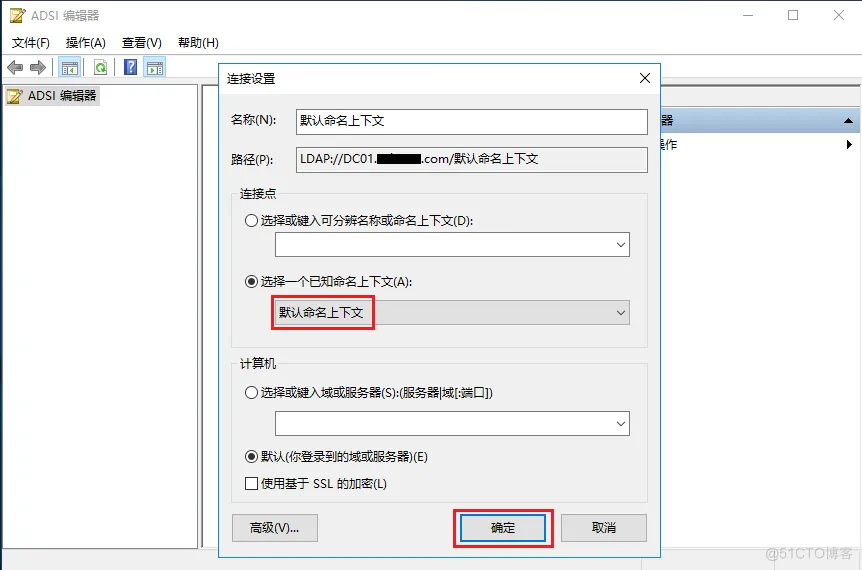 ADSI 编辑器
文件(F) 操作(A) 查看(V) 帮助(H)
ADSI 编辑器
器
操作
连接设置
名称(N): 默认命名上下文
路径(P): LDAP://DC01. .com/默认命名上下文
连接点
选择或键入可分辨名称或命名上下文(D):
选择一个已知命名上下文(A):
默认命名上下文
计算机
选择或键入域或服务器(S):(服务器|域[:端口])
默认(你登录到的域或服务器)(E)
使用基于 SSL 的加密(L)
高级(V)... 确定 取消
@51CTO博客